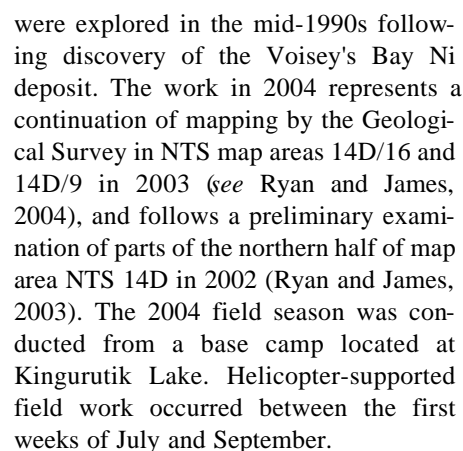 were explored in the mid-1990s follow-
ing discovery of the Voisey's Bay Ni
deposit. The work in 2004 represents a
continuation of mapping by the Geologi-
cal Survey in NTS map areas 14D/16 and
14D/9 in 2003 (see Ryan and James,
2004), and follows a preliminary exami-
nation of parts of the northern half of map
area NTS 14D in 2002 (Ryan and James,
2003). The 2004 field season was con-
ducted from a base camp located at
Kingurutik Lake. Helicopter-supported
field work occurred between the first
weeks of July and September.